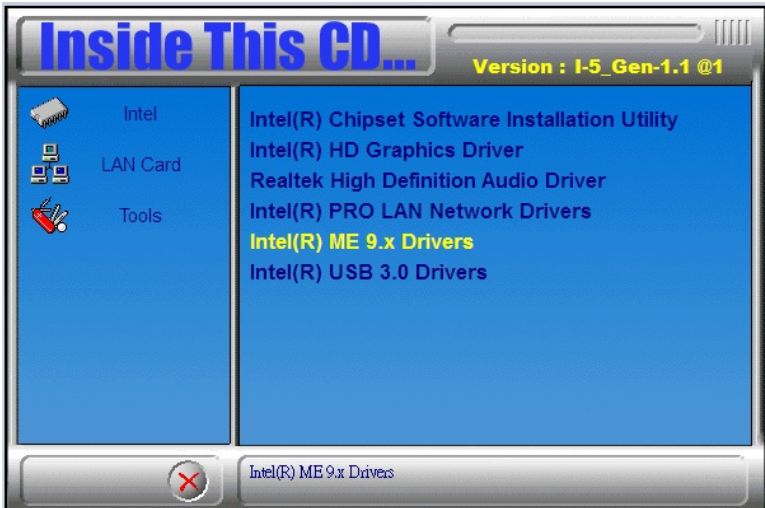 Inside This CD...
Version : I-5_Gen-1.1 @1
Intel
LAN Card
Tools
Intel(R) Chipset Software Installation Utility
Intel(R) HD Graphics Driver
Realtek High Definition Audio Driver
Intel(R) PRO LAN Network Drivers
Intel(R) ME 9.x Drivers
Intel(R) USB 3.0 Drivers
Intel(R) ME 9.x Drivers